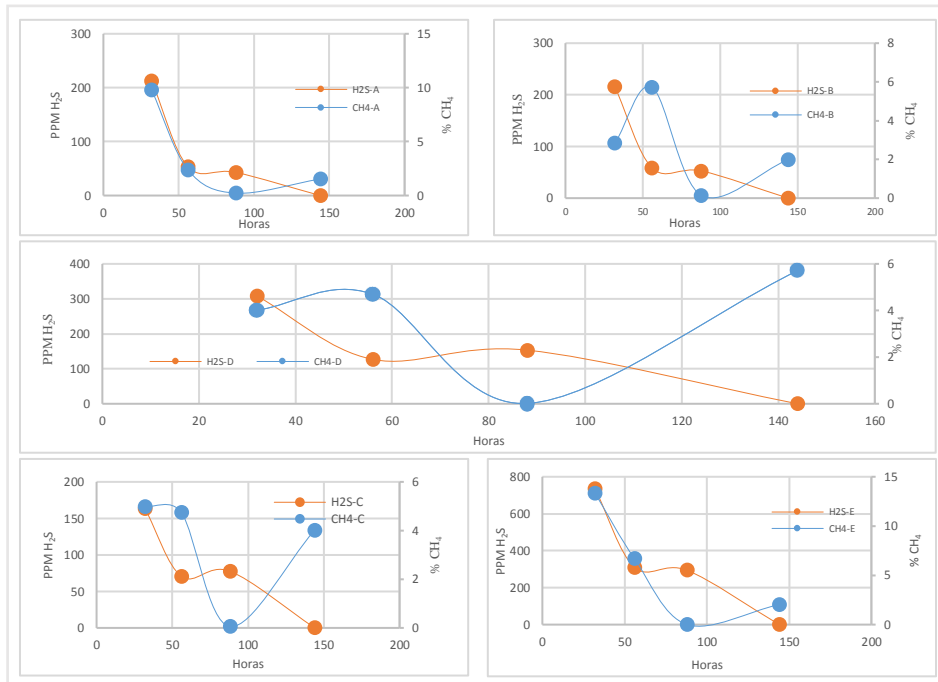 300
200
100
0
PPM H₂S
15
10
5
0
% CH₄
0 50 100 150 200
Horas
H2S-A
CH4-A
300
200
100
0
PPM H₂S
8
6
4
2
0
% CH₄
0 50 100 150 200
Horas
H2S-B
CH4-B
400
300
200
100
0
PPM H₂S
6
4
2
0
% CH₄
H2S-D CH4-D
0 20 40 60 80 100 120 140 160
Horas
200
150
100
50
0
PPM H₂S
6
4
2
0
% CH₄
0 50 100 150 200
Horas
H2S-C
CH4-C
800
600
400
200
0
PPM H₂S
15
10
5
0
% CH₄
0 50 100 150 200
Horas
H2S-E
CH4-E